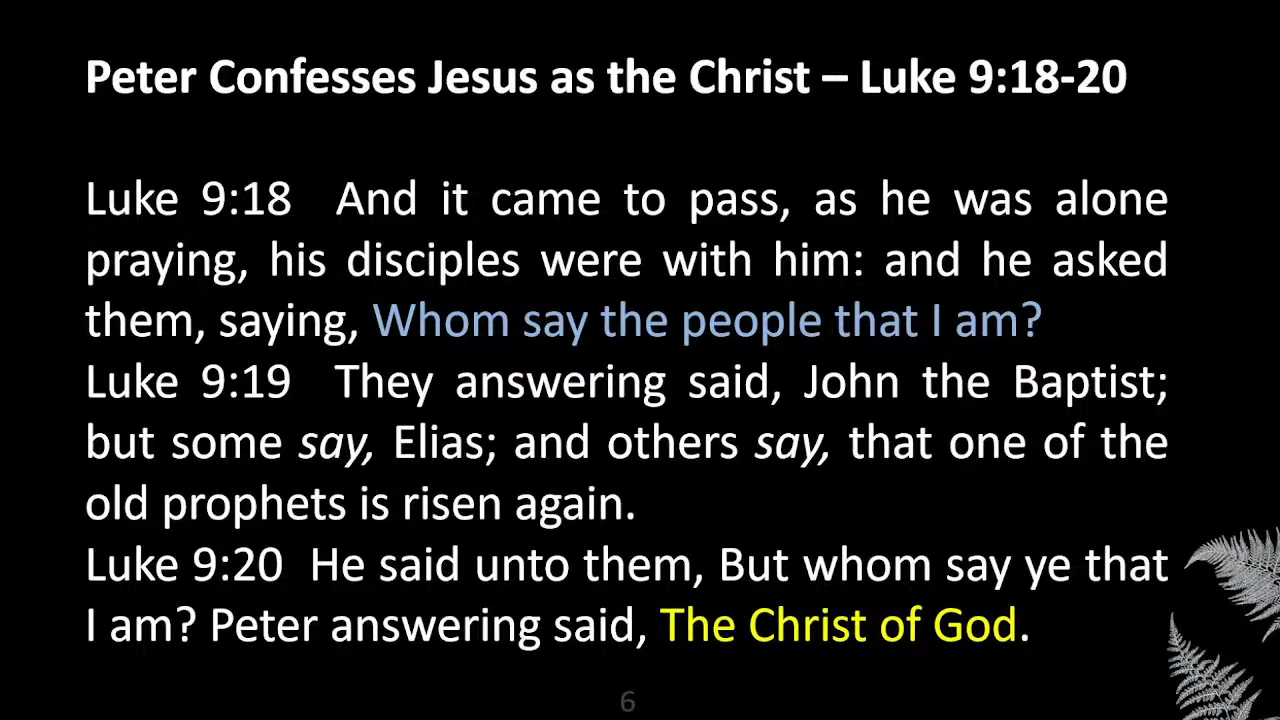 Peter Confesses Jesus as the Christ – Luke 9:18-20
Luke 9:18 And it came to pass, as he was alone
praying, his disciples were with him: and he asked
them, saying, Whom say the people that I am?
Luke 9:19 They answering said, John the Baptist;
but some say, Elias; and others say, that one of the
old prophets is risen again.
Luke 9:20 He said unto them, But whom say ye that
I am? Peter answering said, The Christ of God.
6